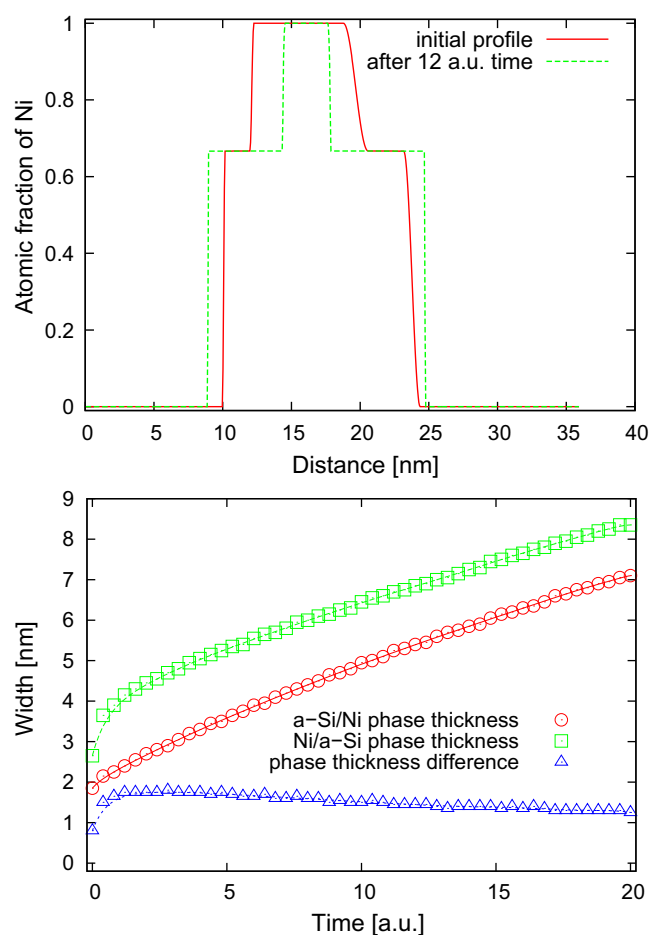 1
0.8
0.6
0.4
0.2
0
Atomic fraction of Ni
initial profile
after 12 a.u. time
0 5 10 15 20 25 30 35 40
Distance [nm]
9
8
7
6
5
4
3
2
1
0
Width [nm]
a−Si/Ni phase thickness
Ni/a−Si phase thickness
phase thickness difference
0 5 10 15 20
Time [a.u.]